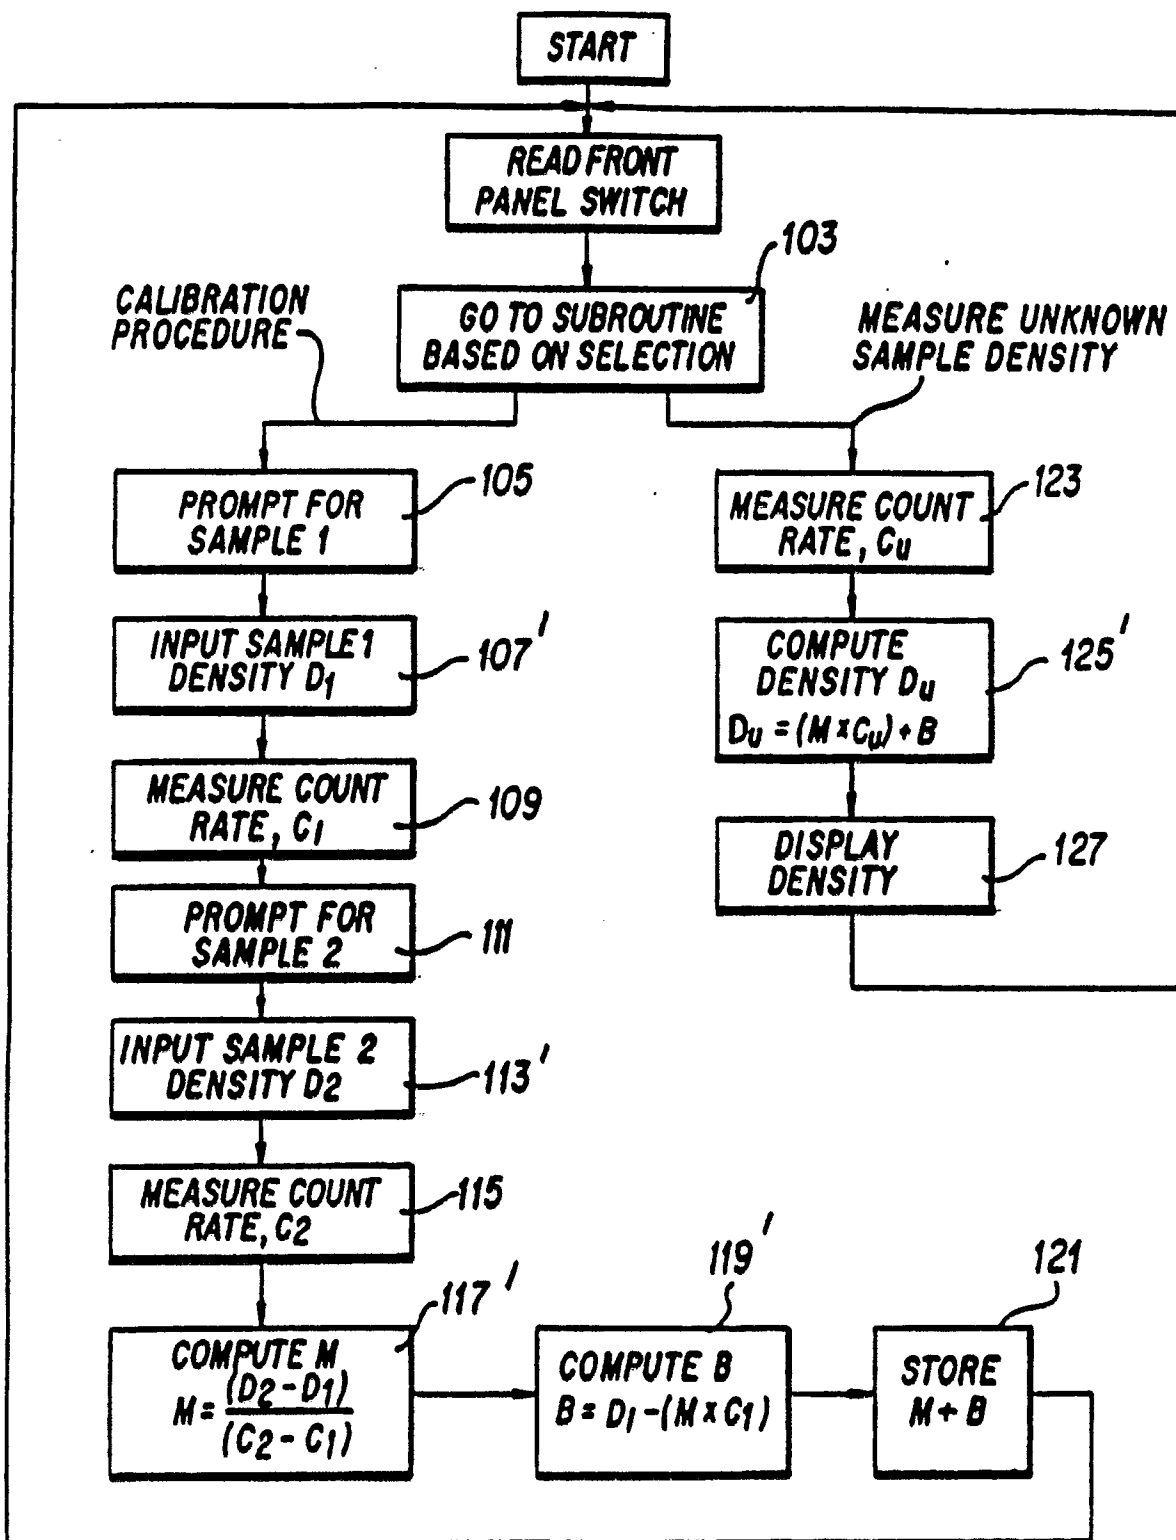 START
READ FRONT
PANEL SWITCH
103
GO TO SUBROUTINE
BASED ON SELECTION
CALIBRATION
PROCEDURE
MEASURE UNKNOWN
SAMPLE DENSITY
105
PROMPT FOR
SAMPLE 1
107'
INPUT SAMPLE 1
DENSITY D1
109
MEASURE COUNT
RATE, C1
111
PROMPT FOR
SAMPLE 2
113'
INPUT SAMPLE 2
DENSITY D2
115
MEASURE COUNT
RATE, C2
117'
COMPUTE M
M = (D2 - D1)
(C2 - C1)
119'
COMPUTE B
B = D1 - (M × C1)
121
STORE
M + B
123
MEASURE COUNT
RATE, Cu
125'
COMPUTE
DENSITY Du
Du = (M × Cu) + B
127
DISPLAY
DENSITY